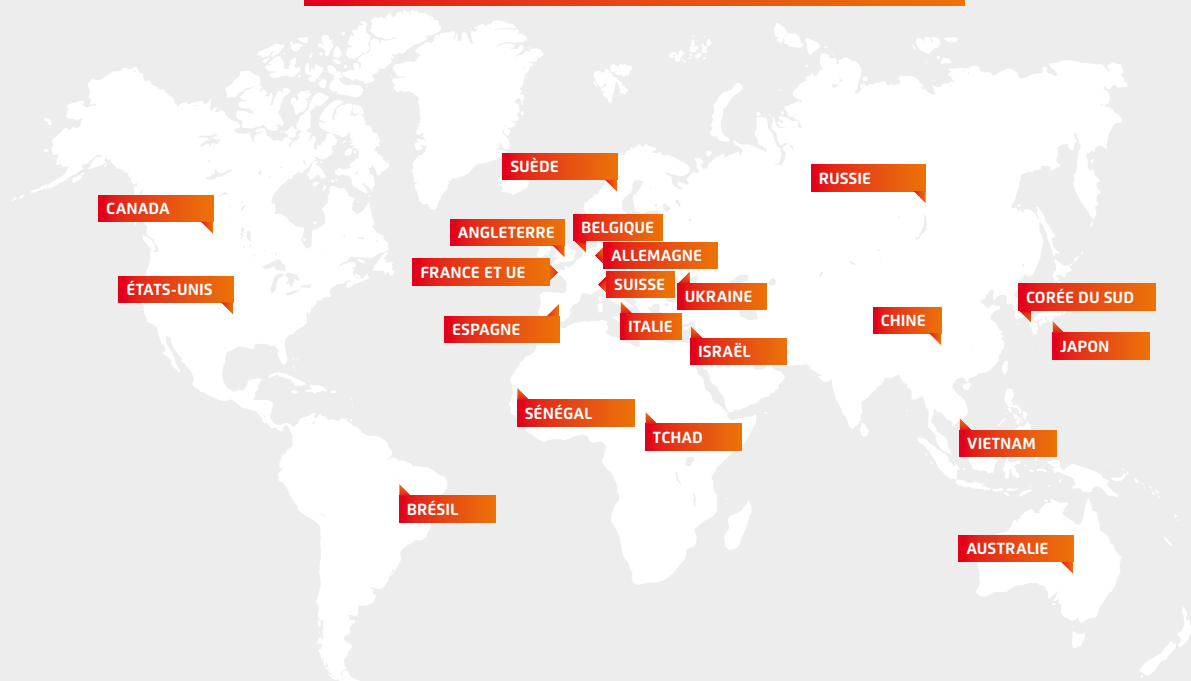 SUÈDE
RUSSIE
CANADA
ANGLETERRE
BELGIQUE
ALLEMAGNE
FRANCE ET UE
SUISSE
ÉTATS-UNIS
UKRAINE
CORÉE DU SUD
CHINE
ESPAGNE
ITALIE
JAPON
ISRAËL
SÉNÉGAL
TCHAD
VIETNAM
BRÉSIL
AUSTRALIE